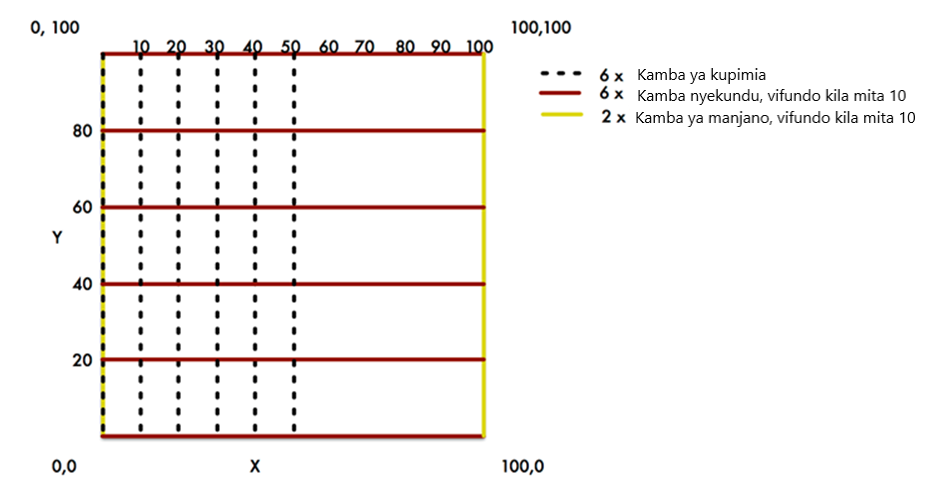 0, 100
100,100
10 20 30 40 50 60 70 80 90 100
6 x Kamba ya kupimia
6 x Kamba nyekundu, vifundo kila mita 10
2 x Kamba ya manjano, vifundo kila mita 10
80
60
Y
40
20
0,0
X
100,0